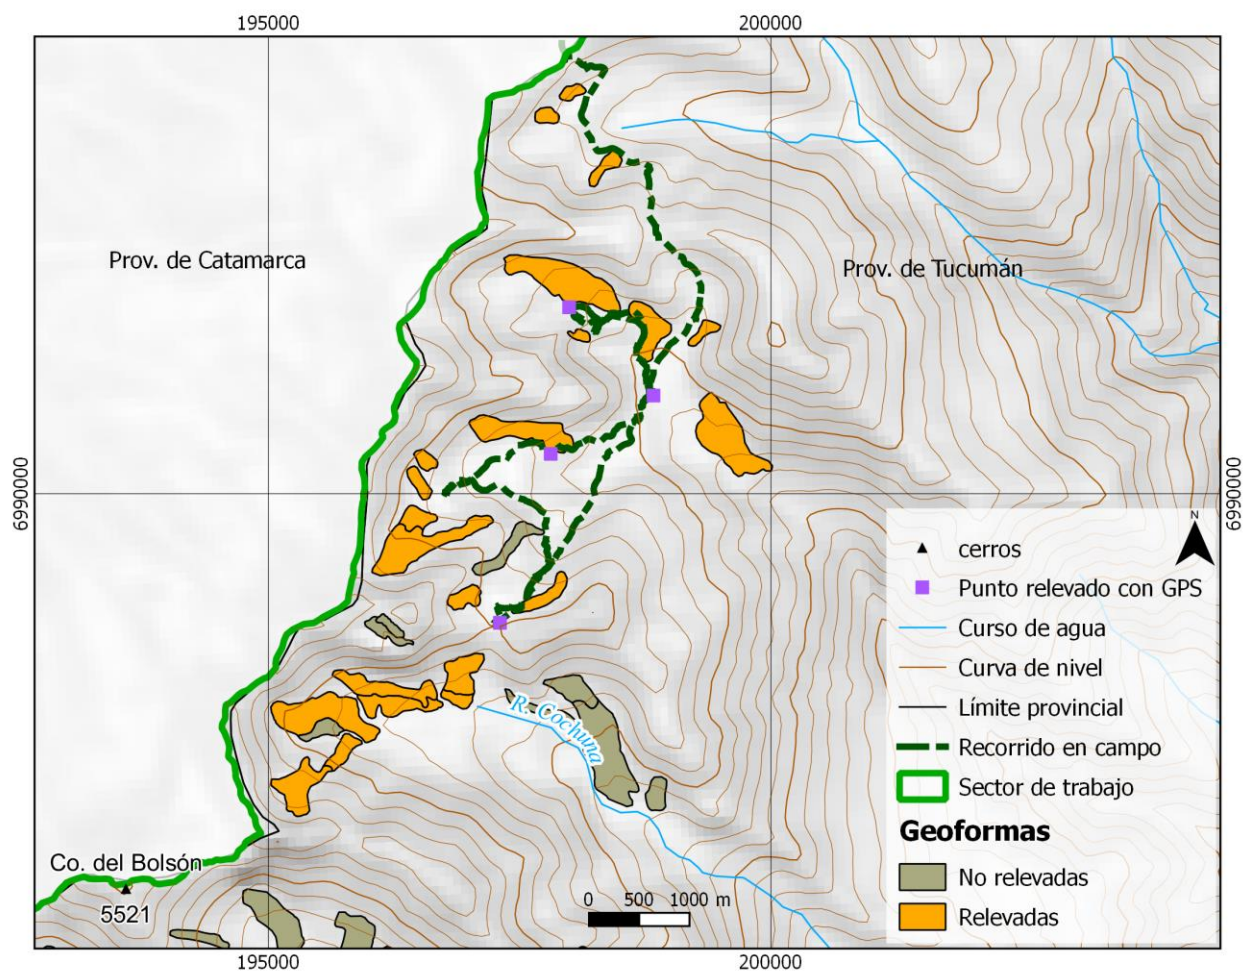 195000
200000
Prov. de Catamarca
Prov. de Tucumán
6990000
6990000
N
cerros
Punto relevado con GPS
Curso de agua
Curva de nivel
Límite provincial
Recorrido en campo
Sector de trabajo
Geoformas
No relevadas
Relevadas
R. Cochuna
Co. del Bolsón
5521
0 500 1000 m
195000
200000